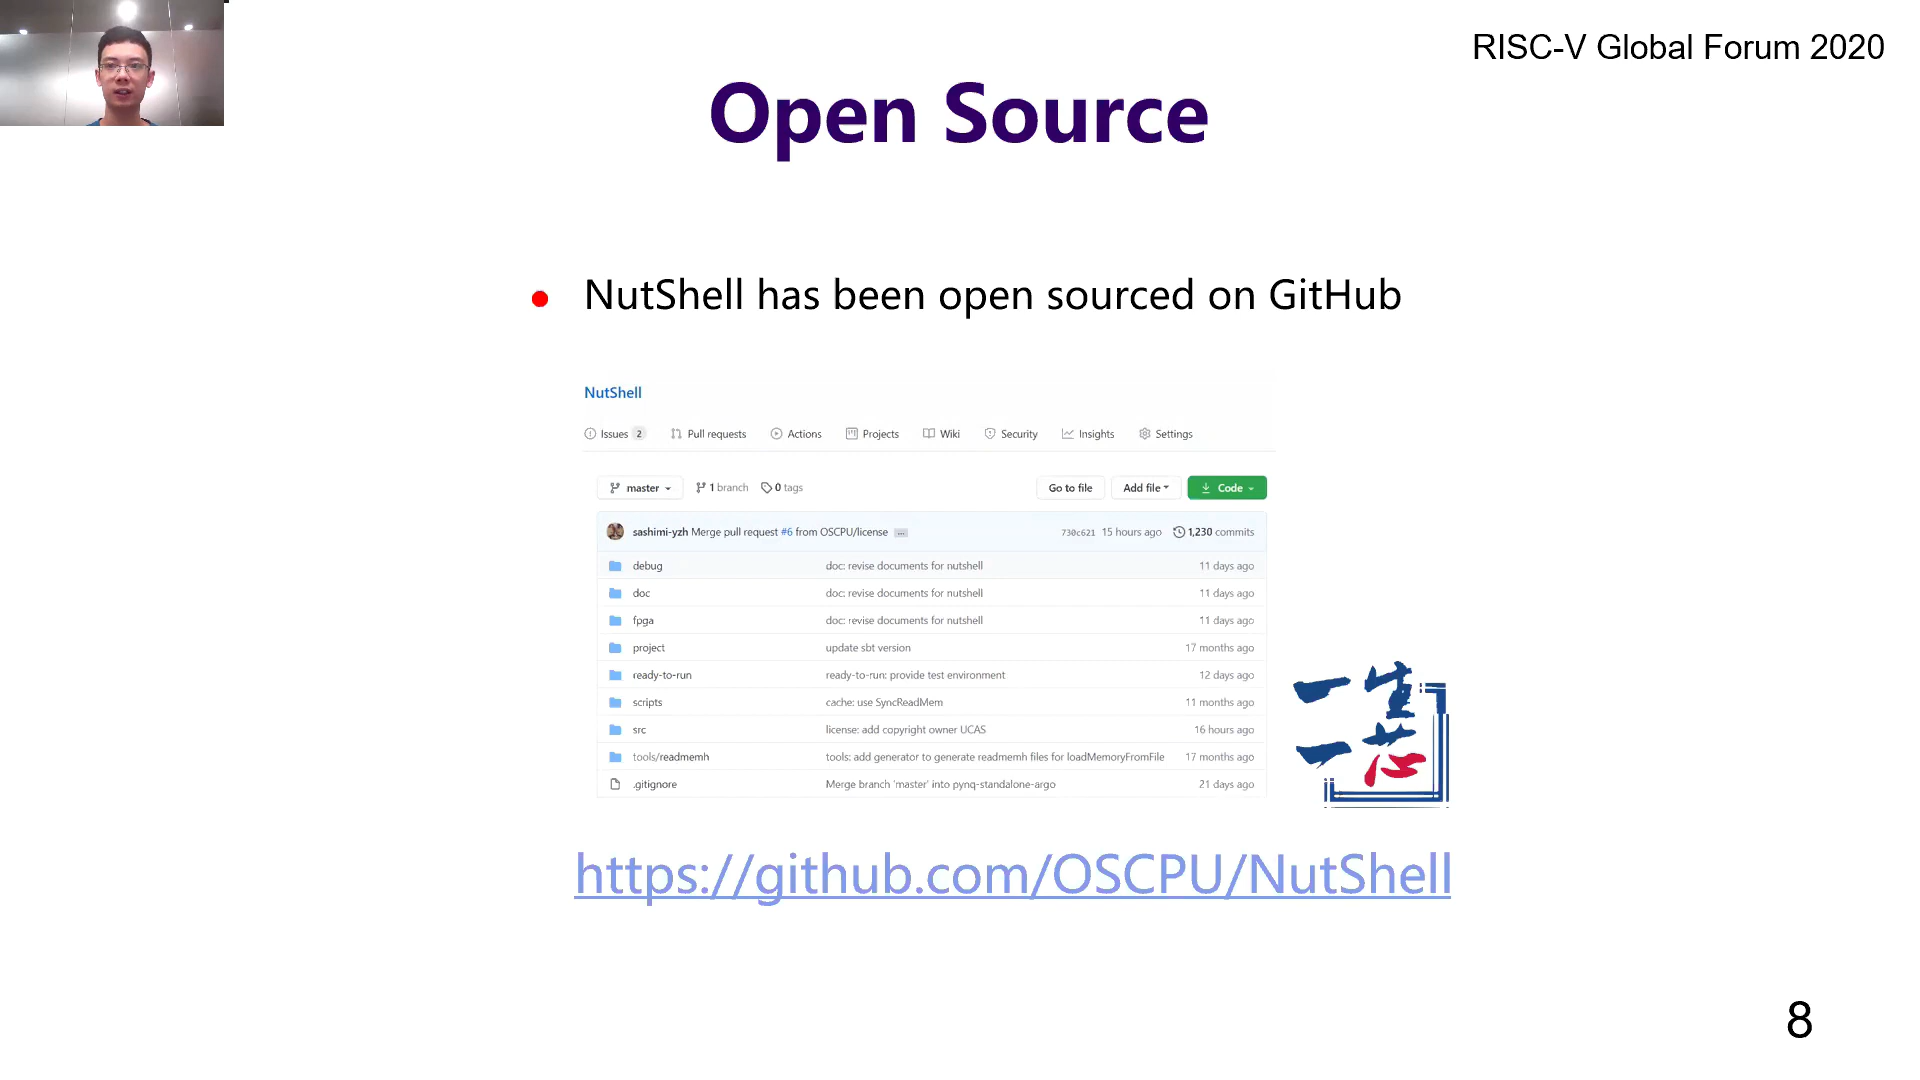 RISC-V Global Forum 2020
Open Source
• NutShell has been open sourced on GitHub
NutShell
Issues 2 Pull requests Actions Projects Wiki Security Insights Settings
master 1 branch 0 tags Go to file Add file Code
sashimi-yzh Merge pull request #6 from OSCPU/license ... 730c621 15 hours ago 1,230 commits
debug doc: revise documents for nutshell 11 days ago
doc doc: revise documents for nutshell 11 days ago
fpga doc: revise documents for nutshell 11 days ago
project update sbt version 17 months ago
ready-to-run ready-to-run: provide test environment 12 days ago
scripts cache: use SyncReadMem 11 months ago
src license: add copyright owner UCAS 16 hours ago
tools/readmemh tools: add generator to generate readmemh files for loadMemoryFromFile 17 months ago
.gitignore Merge branch 'master' into pynq-standalone-argo 21 days ago
一生
一芯
https://github.com/OSCPU/NutShell
8